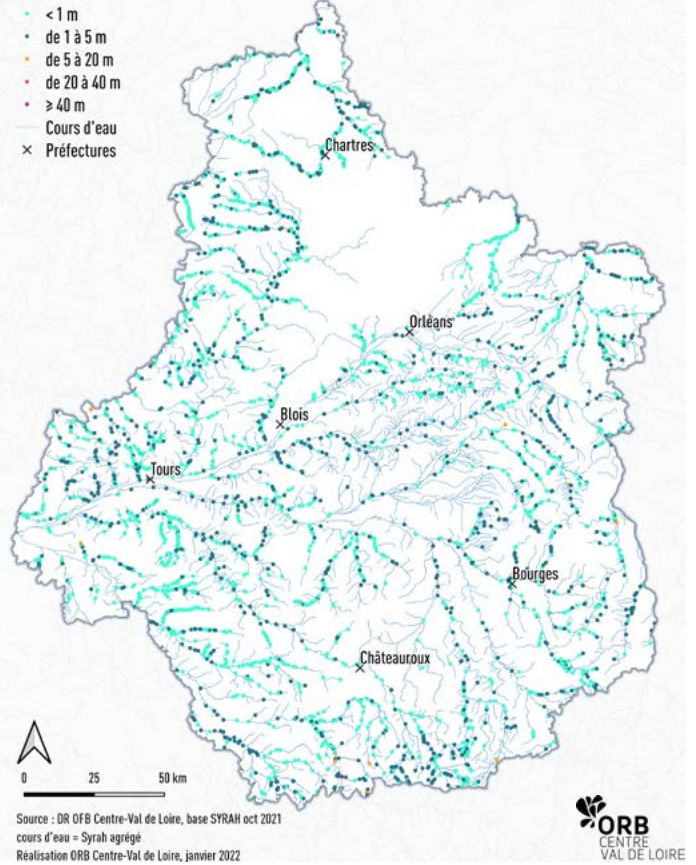 < 1 m
de 1 à 5 m
de 5 à 20 m
de 20 à 40 m
≥ 40 m
Cours d'eau
Préfectures
Chartres
Orléans
Blois
Tours
Bourges
Châteauroux
0 25 50 km
Source : DR OFB Centre-Val de Loire, base SYRAH oct 2021
cours d'eau = Syrah agrégé
Réalisation ORB Centre-Val de Loire, janvier 2022
ORB
CENTRE
VAL DE LOIRE